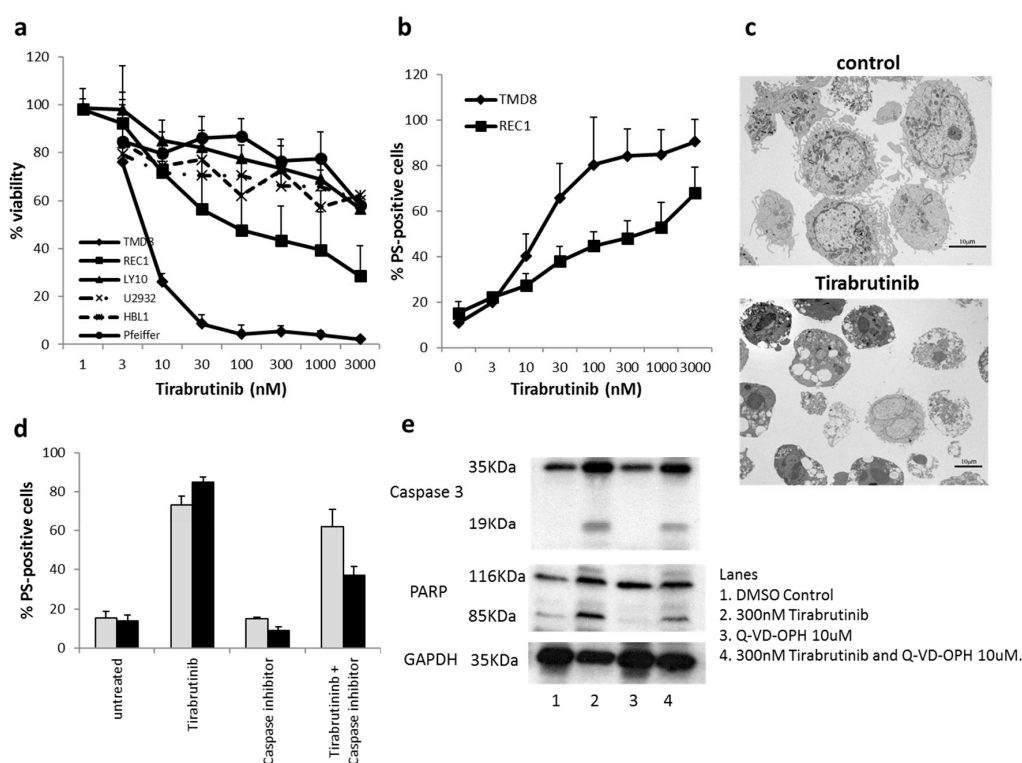 a
120
100
80
60
40
20
0
% viability
TMD8
REC1
LY10
U2932
HBL1
Pfeiffer
1 3 10 30 100 300 1000 3000
Tirabrutinib (nM)
b
120
100
80
60
40
20
0
% PS-positive cells
TMD8
REC1
0 3 10 30 100 300 1000 3000
Tirabrutinib (nM)
c
control
10µm
Tirabrutinib
10µm
d
100
80
60
40
20
0
% PS-positive cells
untreated
Tirabrutinib
Caspase inhibitor
Tirabrutininb +
Caspase inhibitor
e
35KDa
Caspase 3
19KDa
116KDa
PARP
85KDa
GAPDH 35KDa
1 2 3 4
Lanes
1. DMSO Control
2. 300nM Tirabrutinib
3. Q-VD-OPH 10uM
4. 300nM Tirabrutinib and Q-VD-OPH 10uM.